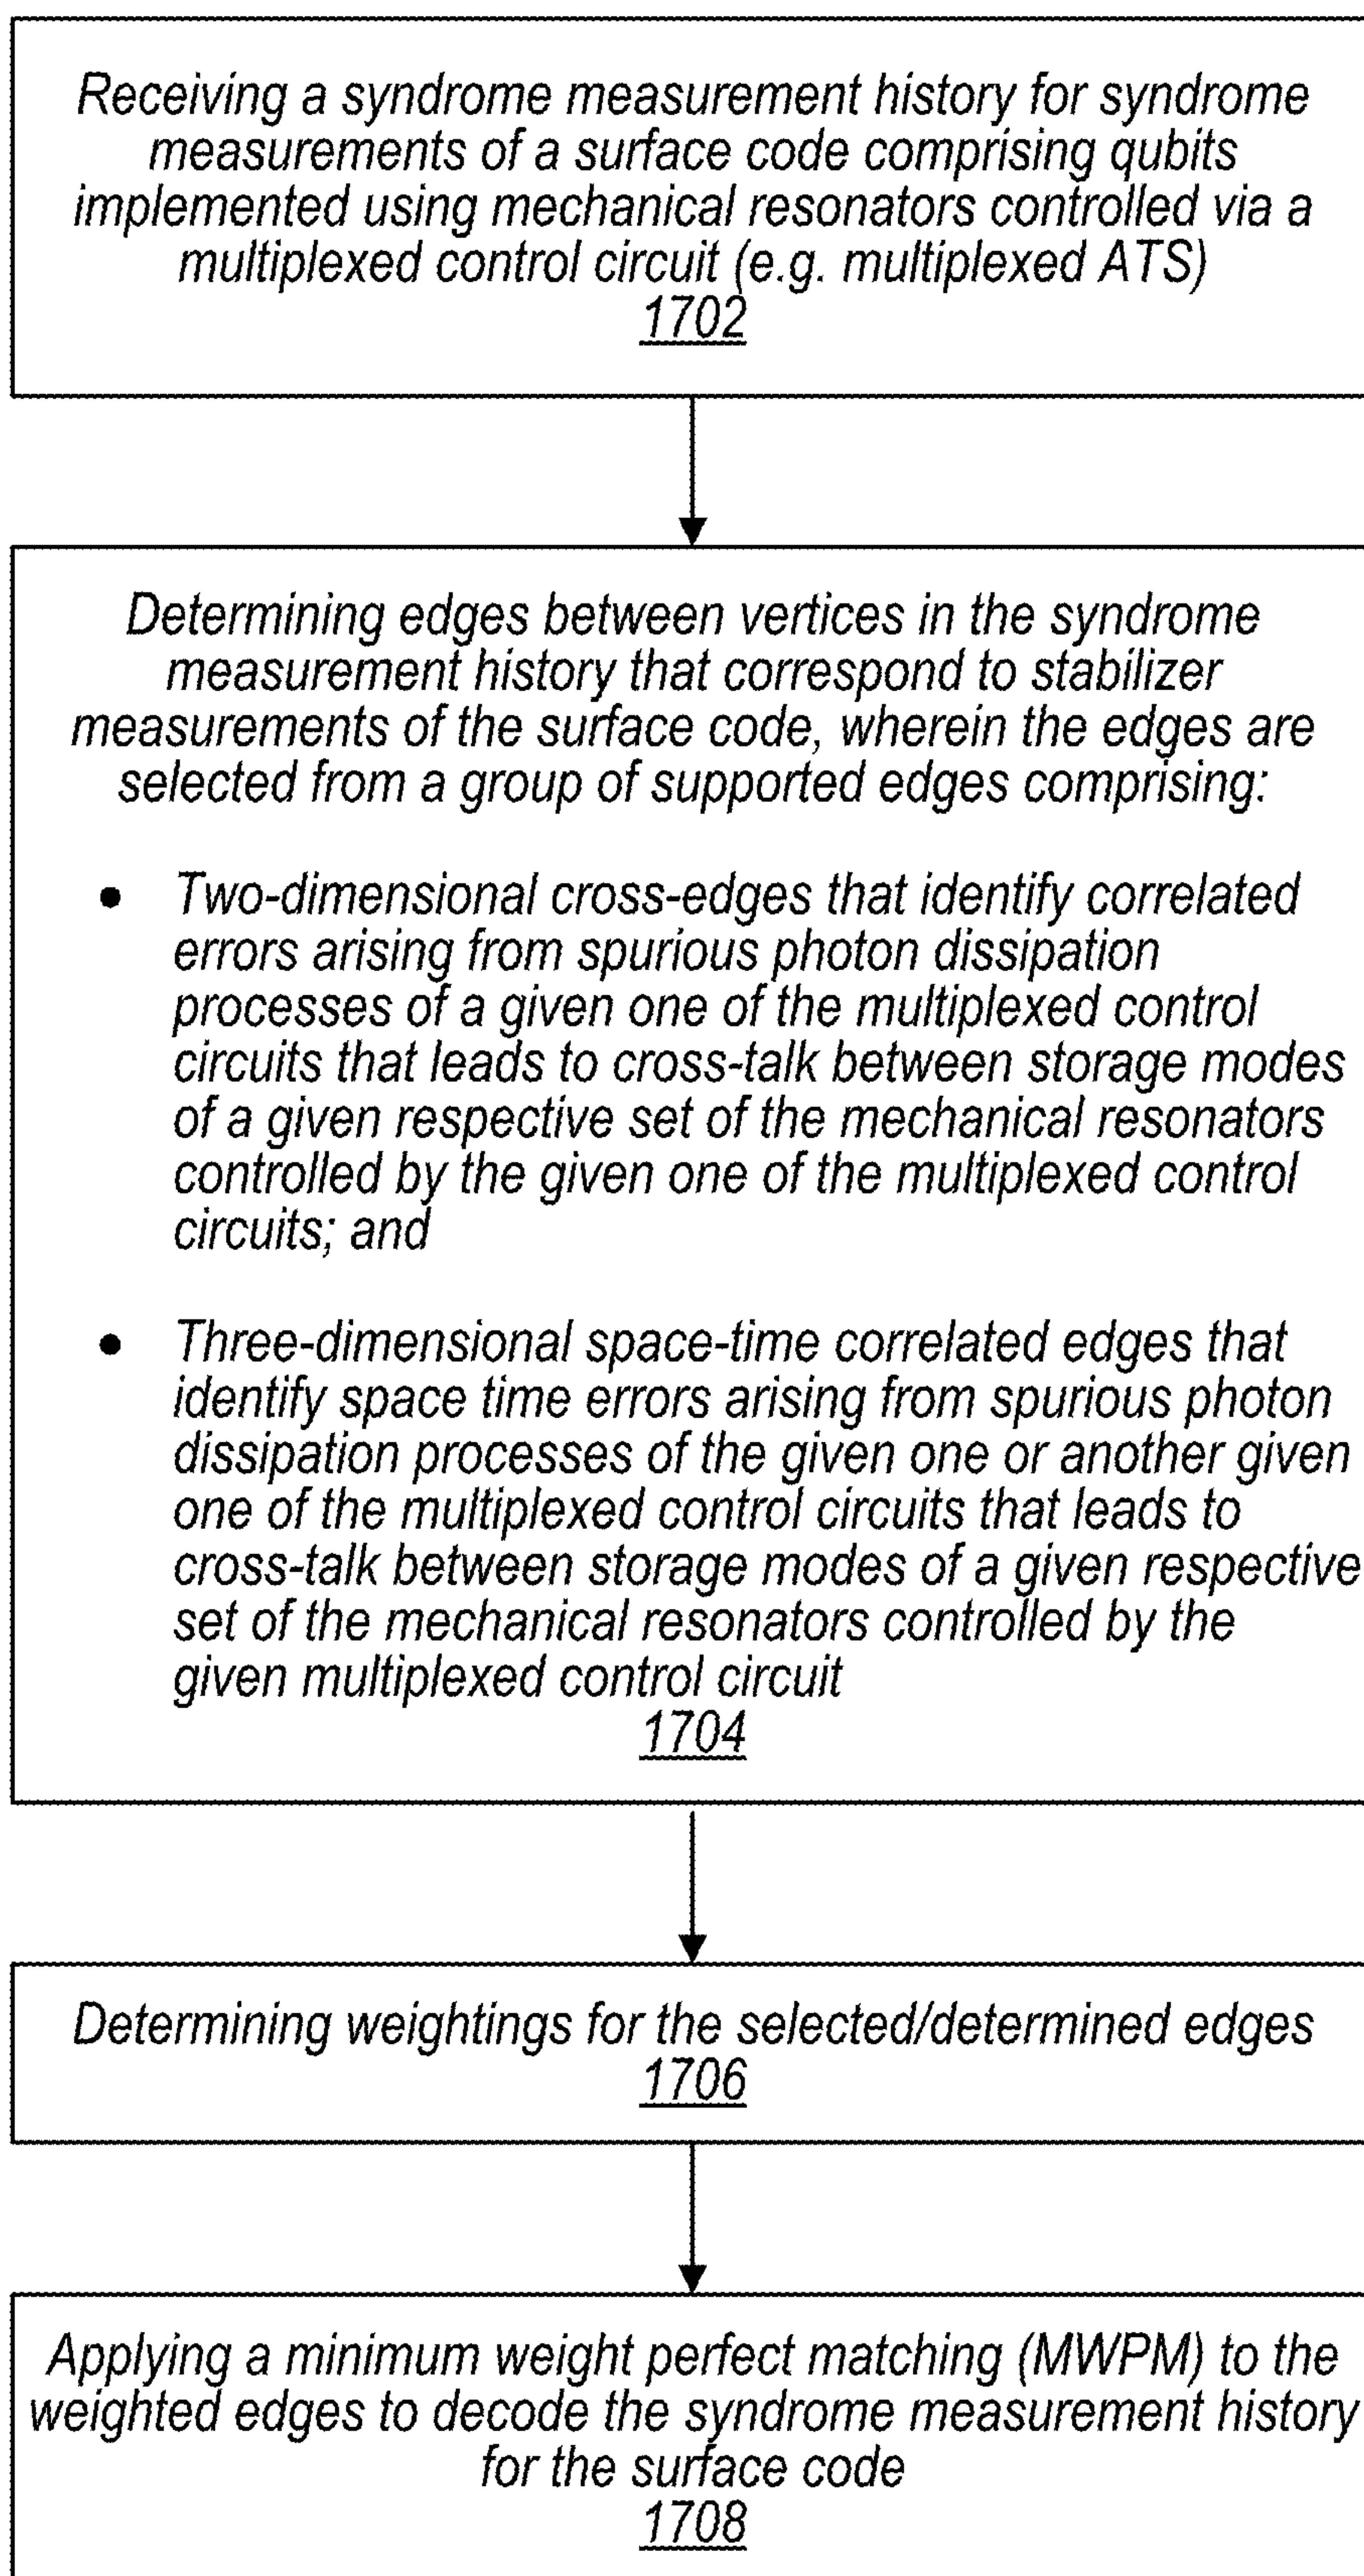 Receiving a syndrome measurement history for syndrome
measurements of a surface code comprising qubits
implemented using mechanical resonators controlled via a
multiplexed control circuit (e.g. multiplexed ATS)
1702
Determining edges between vertices in the syndrome
measurement history that correspond to stabilizer
measurements of the surface code, wherein the edges are
selected from a group of supported edges comprising:
• Two-dimensional cross-edges that identify correlated
errors arising from spurious photon dissipation
processes of a given one of the multiplexed control
circuits that leads to cross-talk between storage modes
of a given respective set of the mechanical resonators
controlled by the given one of the multiplexed control
circuits; and
• Three-dimensional space-time correlated edges that
identify space time errors arising from spurious photon
dissipation processes of the given one or another given
one of the multiplexed control circuits that leads to
cross-talk between storage modes of a given respective
set of the mechanical resonators controlled by the
given multiplexed control circuit
1704
Determining weightings for the selected/determined edges
1706
Applying a minimum weight perfect matching (MWPM) to the
weighted edges to decode the syndrome measurement history
for the surface code
1708